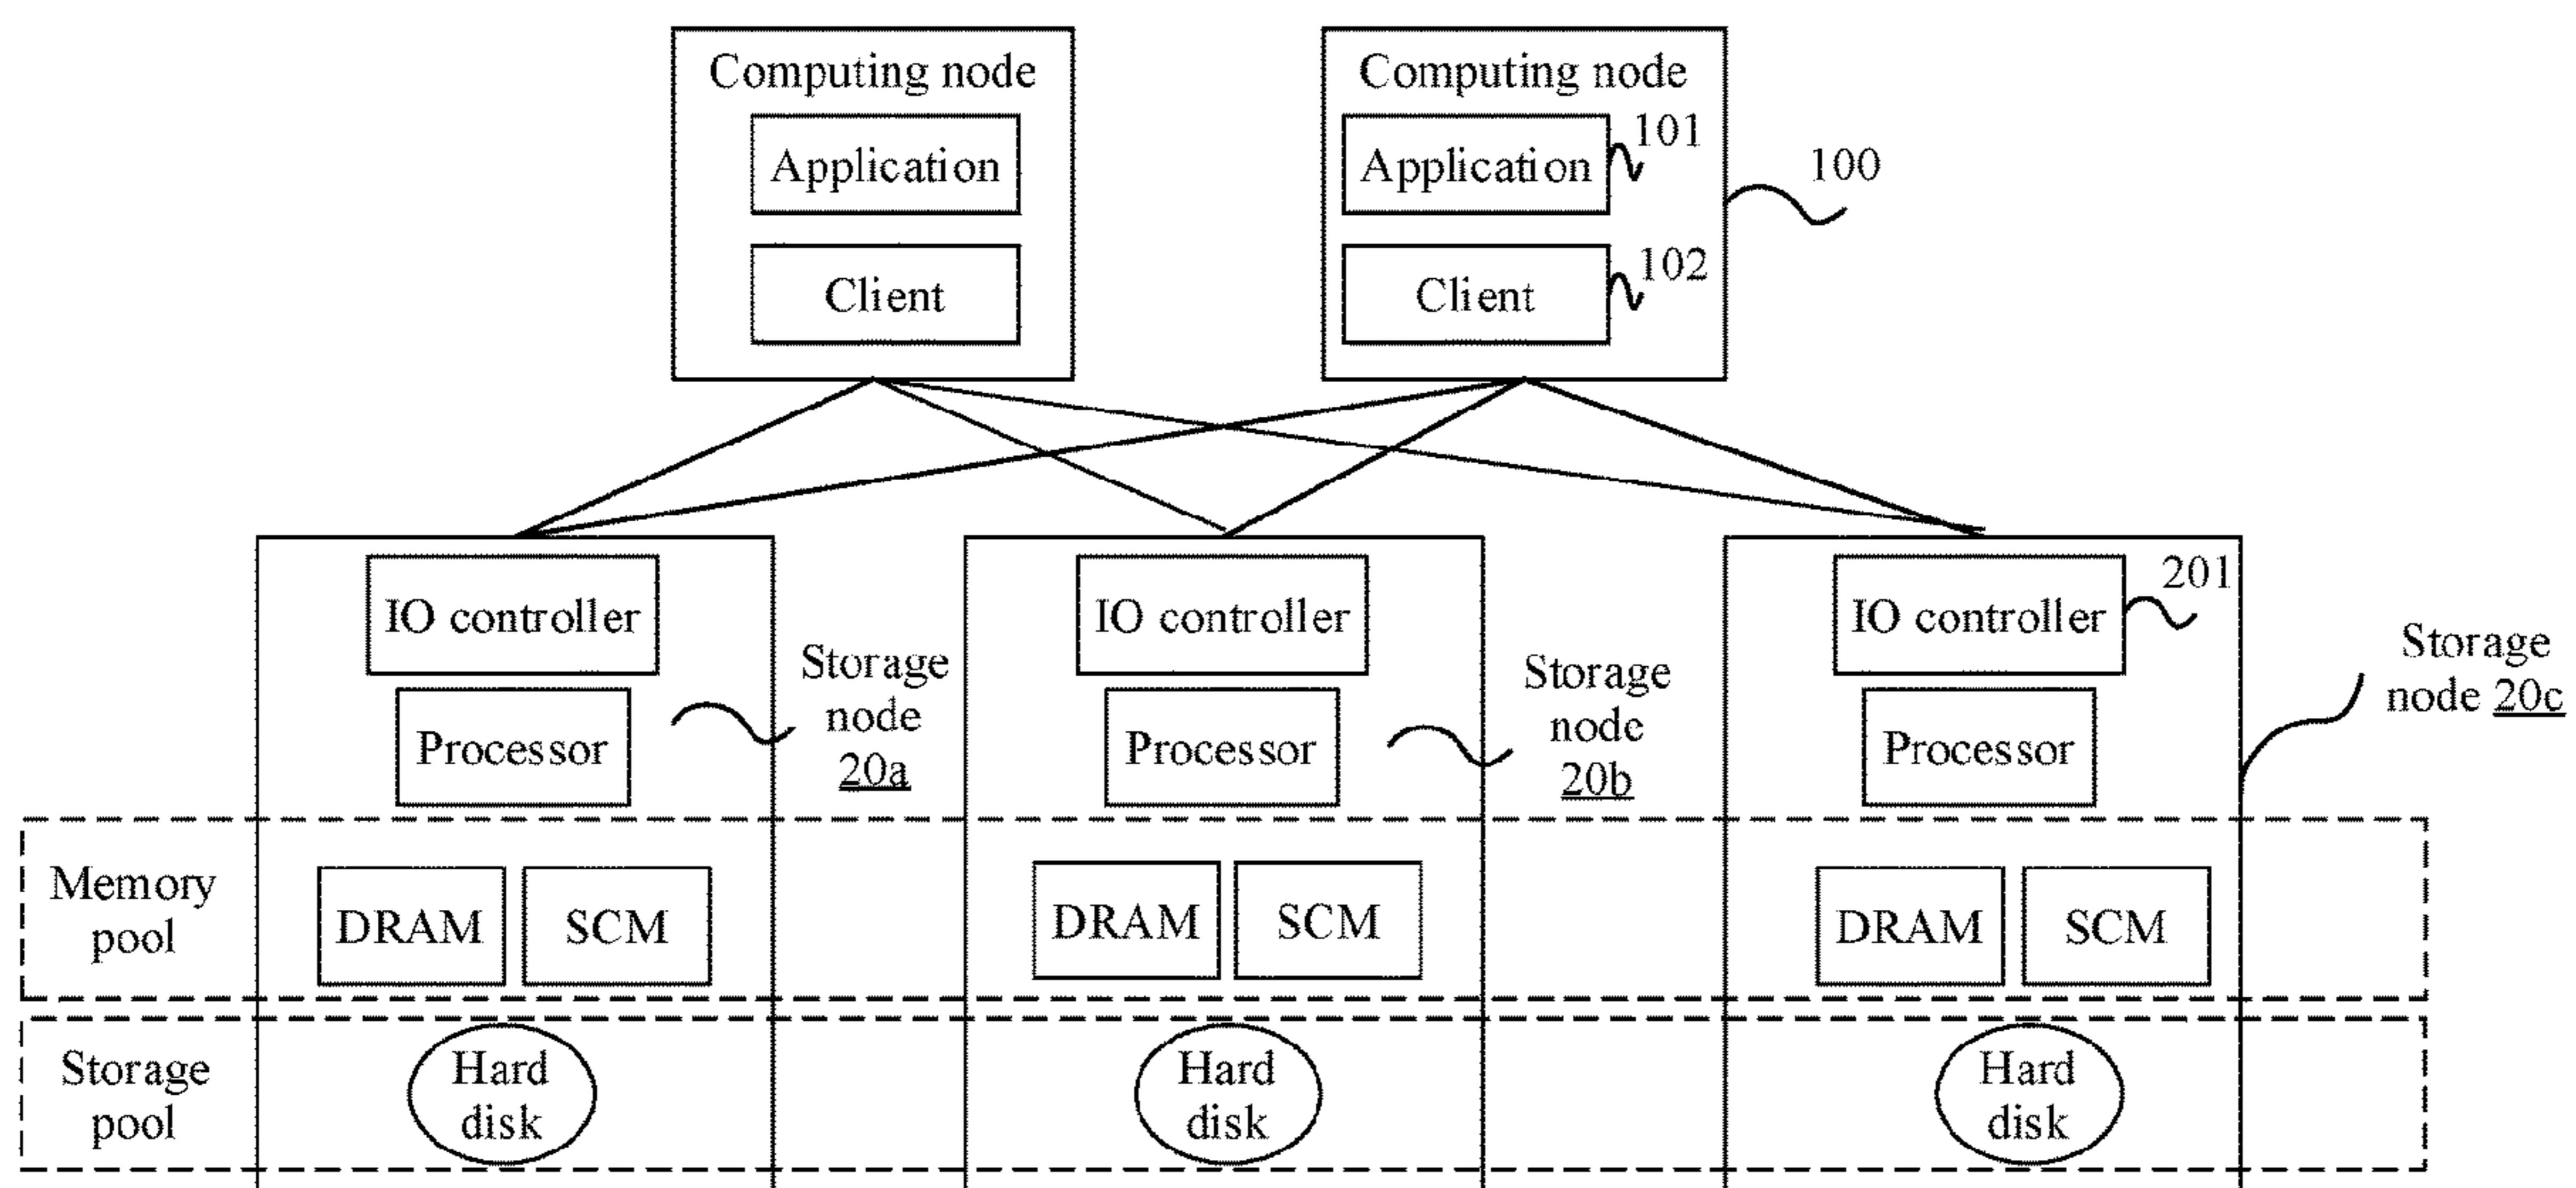 Computing node
Application
Client
Computing node
Application
101
Client
102
100
IO controller
Processor
Storage
node
20a
IO controller
Processor
Storage
node
20b
IO controller
201
Processor
Storage
node 20c
Memory
pool
DRAM
SCM
DRAM
SCM
DRAM
SCM
Storage
pool
Hard
disk
Hard
disk
Hard
disk